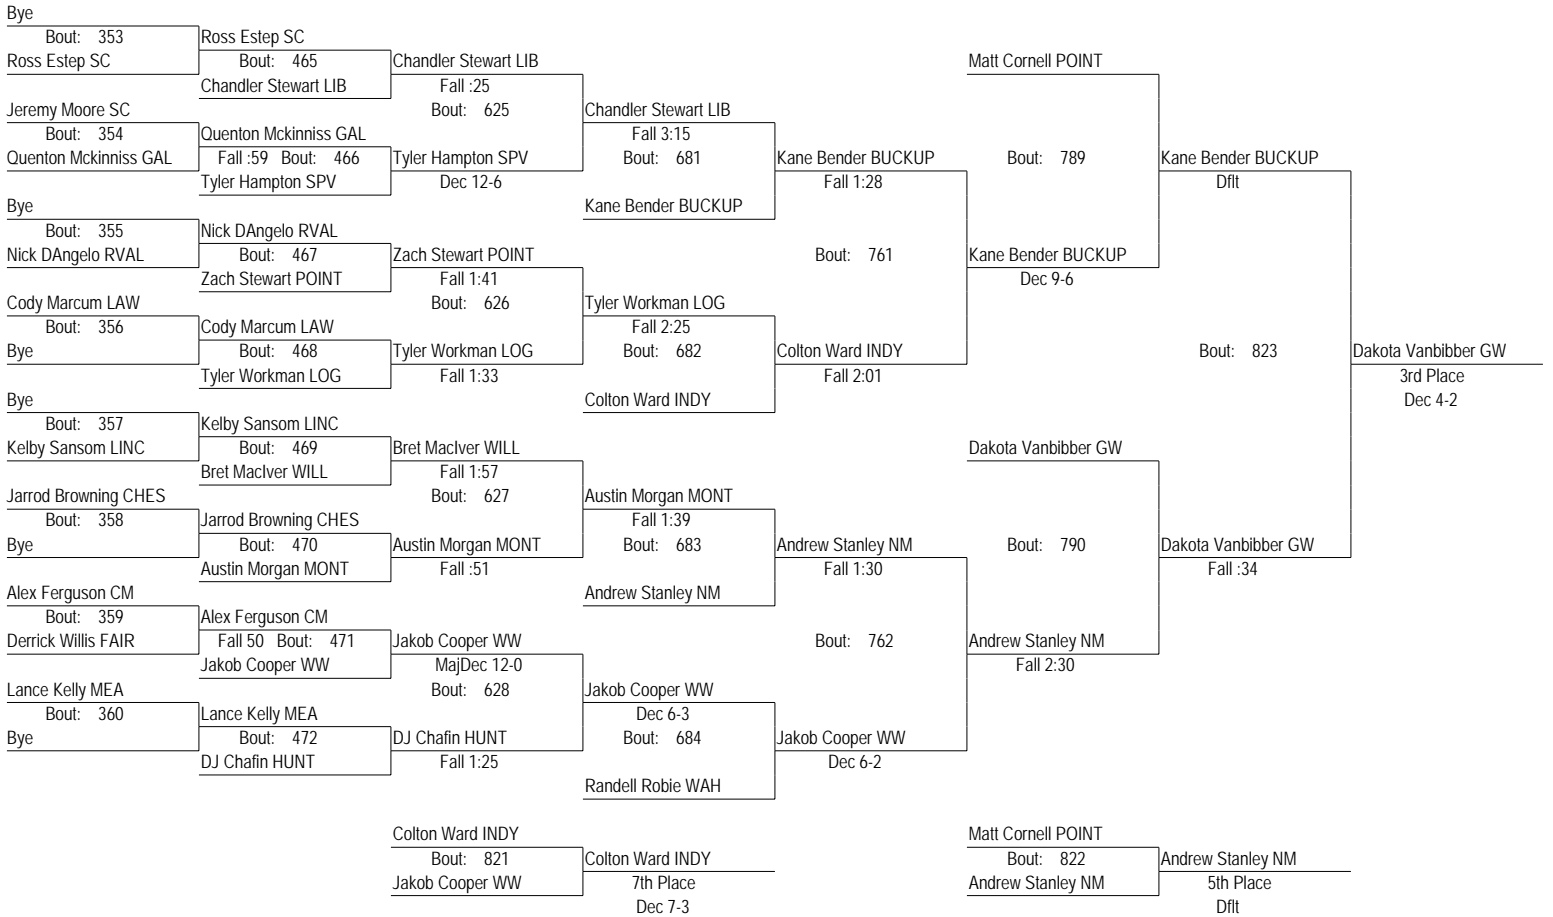 Bye
Bout: 353 Ross Estep SC
Ross Estep SC Bout: 465 Chandler Stewart LIB Matt Cornell POINT
Chandler Stewart LIB Fall :25
Jeremy Moore SC Bout: 625 Chandler Stewart LIB
Bout: 354 Quenton Mckinniss GAL Fall 3:15
Quenton Mckinniss GAL Fall :59 Bout: 466 Tyler Hampton SPV Bout: 681 Kane Bender BUCKUP Bout: 789 Kane Bender BUCKUP
Tyler Hampton SPV Dec 12-6 Fall 1:28 Dflt
Bye Kane Bender BUCKUP
Bout: 355 Nick DAngelo RVAL
Nick DAngelo RVAL Bout: 467 Zach Stewart POINT Bout: 761 Kane Bender BUCKUP
Zach Stewart POINT Fall 1:41 Dec 9-6
Cody Marcum LAW Bout: 626 Tyler Workman LOG
Bout: 356 Cody Marcum LAW Fall 2:25
Bye Bout: 468 Tyler Workman LOG Bout: 682 Colton Ward INDY Bout: 823 Dakota Vanbibber GW
Tyler Workman LOG Fall 1:33 Fall 2:01 3rd Place
Bye Colton Ward INDY Dec 4-2
Bout: 357 Kelby Sansom LINC
Kelby Sansom LINC Bout: 469 Bret MacIver WILL Dakota Vanbibber GW
Bret MacIver WILL Fall 1:57
Jarrod Browning CHES Bout: 627 Austin Morgan MONT
Bout: 358 Jarrod Browning CHES Fall 1:39
Bye Bout: 470 Austin Morgan MONT Bout: 683 Andrew Stanley NM Bout: 790 Dakota Vanbibber GW
Austin Morgan MONT Fall :51 Fall 1:30 Fall :34
Alex Ferguson CM Andrew Stanley NM
Bout: 359 Alex Ferguson CM
Derrick Willis FAIR Fall 50 Bout: 471 Jakob Cooper WW Bout: 762 Andrew Stanley NM
Jakob Cooper WW MajDec 12-0 Fall 2:30
Lance Kelly MEA Bout: 628 Jakob Cooper WW
Bout: 360 Lance Kelly MEA Dec 6-3
Bye Bout: 472 DJ Chafin HUNT Bout: 684 Jakob Cooper WW
DJ Chafin HUNT Fall 1:25 Dec 6-2
Randell Robie WAH
Colton Ward INDY Matt Cornell POINT
Bout: 821 Colton Ward INDY Bout: 822 Andrew Stanley NM
Jakob Cooper WW 7th Place Andrew Stanley NM 5th Place
Dec 7-3 Dflt